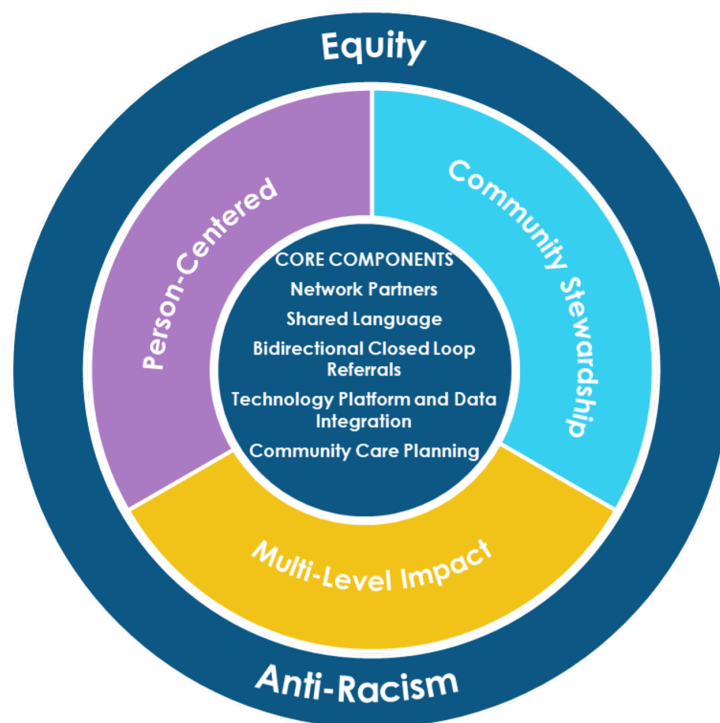 Equity
Person-Centered
Community Stewardship
CORE COMPONENTS
Network Partners
Shared Language
Bidirectional Closed Loop
Referrals
Technology Platform and Data
Integration
Community Care Planning
Multi-Level Impact
Anti-Racism